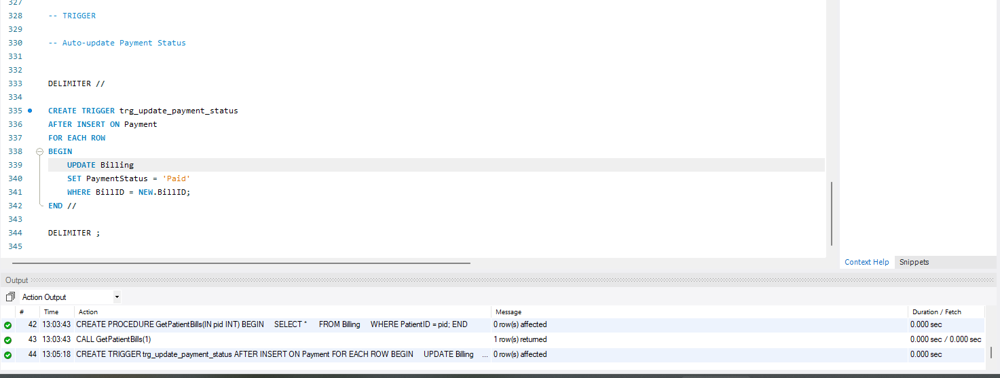 327
328 -- TRIGGER
329
330 -- Auto-update Payment Status
331
332
333 DELIMITER //
334
335 CREATE TRIGGER trg_update_payment_status
336 AFTER INSERT ON Payment
337 FOR EACH ROW
338 BEGIN
339 UPDATE Billing
340 SET PaymentStatus = 'Paid'
341 WHERE BillID = NEW.BillID;
342 END //
343
344 DELIMITER ;
345
Context Help Snippets
Output
Action Output
# Time Action Message Duration / Fetch
42 13:03:43 CREATE PROCEDURE GetPatientBills(IN pid INT) BEGIN SELECT * FROM Billing WHERE PatientID = pid; END 0 row(s) affected 0.000 sec
43 13:03:43 CALL GetPatientBills(1) 1 row(s) returned 0.000 sec / 0.000 sec
44 13:05:18 CREATE TRIGGER trg_update_payment_status AFTER INSERT ON Payment FOR EACH ROW BEGIN UPDATE Billing ... 0 row(s) affected 0.000 sec